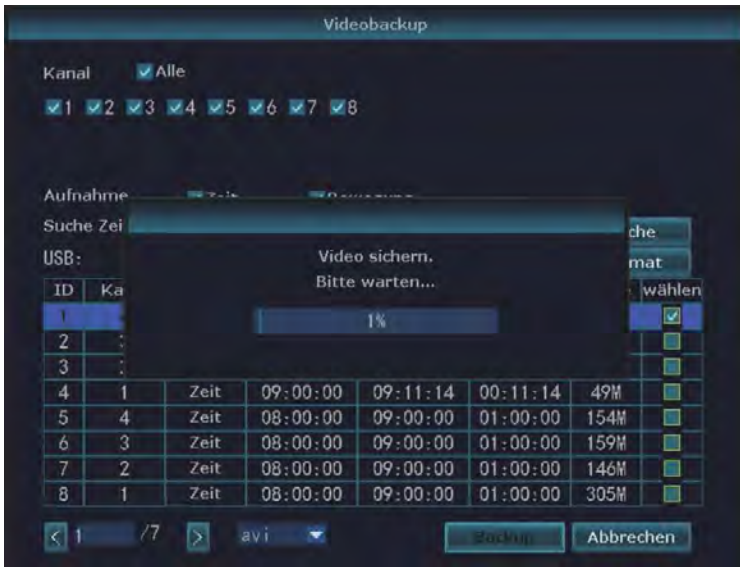 Videobackup
Kanal Alle
1 2 3 4 5 6 7 8
Aufnahme Zeit Bewegung
Suche Zei che
USB: mat
Video sichern.
Bitte warten...
1%
ID Ka wählen
1
2
3
4 1 Zeit 09:00:00 09:11:14 00:11:14 49M
5 4 Zeit 08:00:00 09:00:00 01:00:00 154M
6 3 Zeit 08:00:00 09:00:00 01:00:00 159M
7 2 Zeit 08:00:00 09:00:00 01:00:00 146M
8 1 Zeit 08:00:00 09:00:00 01:00:00 305M
< 1 /7 > avi Backup Abbrechen